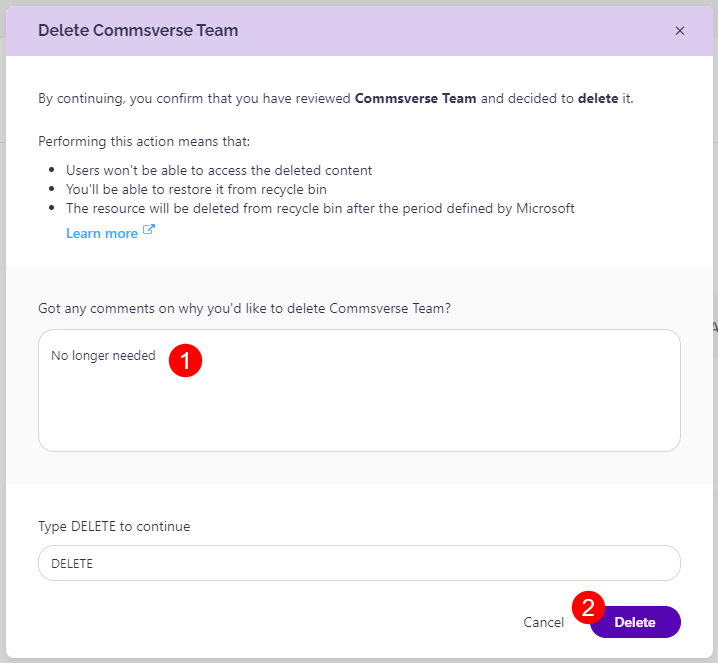 Delete Commsverse Team
By continuing, you confirm that you have reviewed Commsverse Team and decided to delete it.
Performing this action means that:
Users won't be able to access the deleted content
You'll be able to restore it from recycle bin
The resource will be deleted from recycle bin after the period defined by Microsoft
Learn more
Got any comments on why you'd like to delete Commsverse Team?
No longer needed 1
Type DELETE to continue
DELETE
Cancel 2 Delete